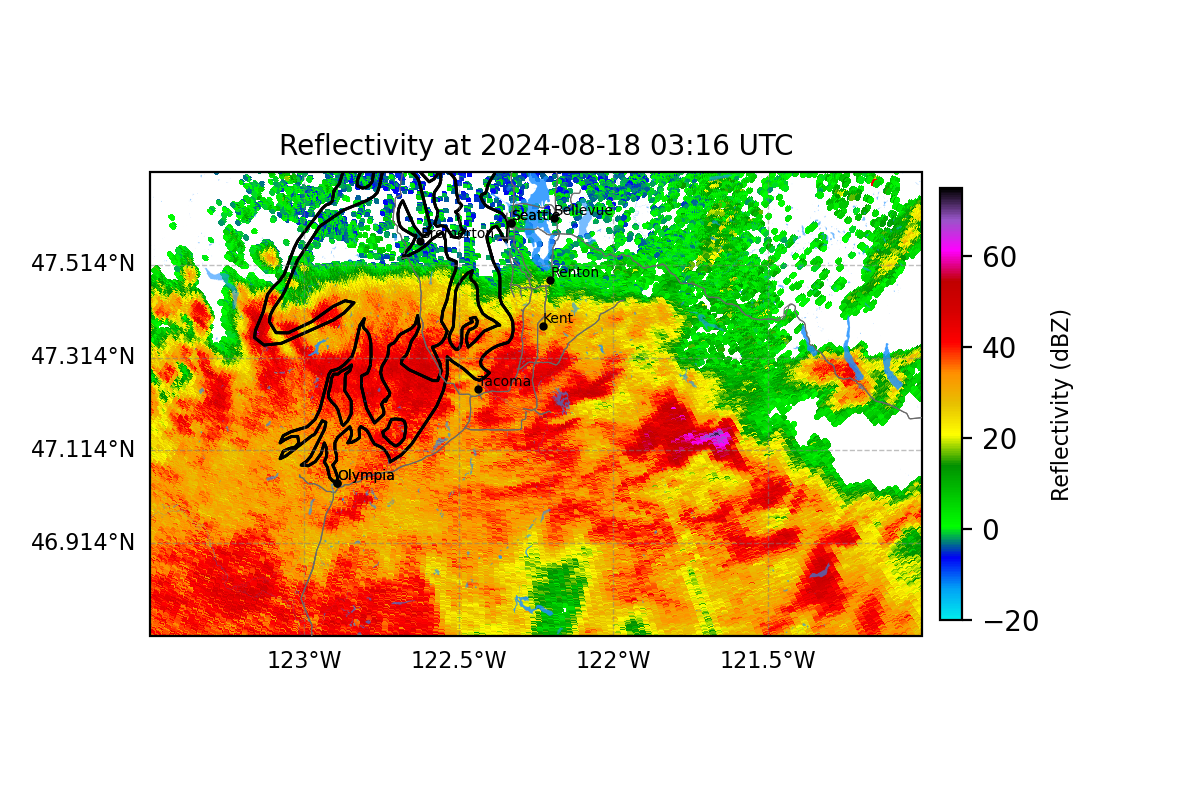 Reflectivity at 2024-08-18 03:16 UTC
Seattle
Bellevue
Bremerton
47.514°N
Renton
60
Kent
47.314°N
40
Tacoma
Reflectivity (dBZ)
20
47.114°N
Olympia
0
46.914°N
−20
123°W 122.5°W 122°W 121.5°W